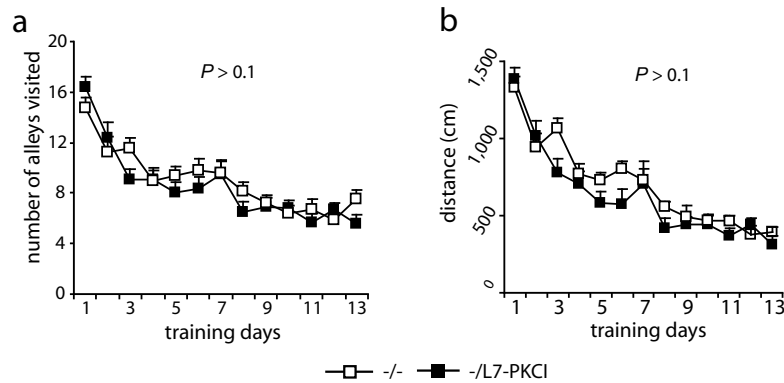 a
number of alleys visited
20
16
12
8
4
0
P > 0.1
1 3 5 7 9 11 13
training days
b
distance (cm)
1,500
1,000
500
0
P > 0.1
1 3 5 7 9 11 13
training days
-/- -/L7-PKCI